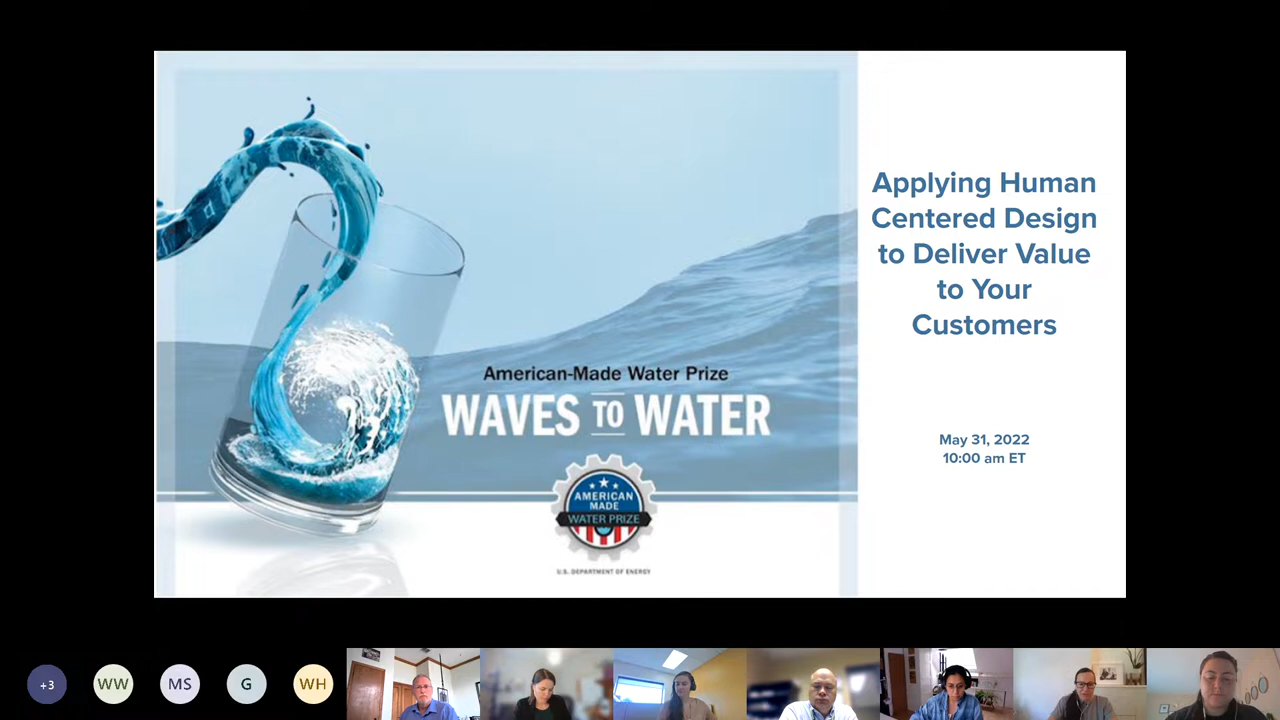 Applying Human
Centered Design
to Deliver Value
to Your
Customers
American-Made Water Prize
WAVES TO WATER
May 31, 2022
10:00 am ET
AMERICAN
MADE
WATER PRIZE
U.S. DEPARTMENT OF ENERGY
+3
WW
MS
G
WH